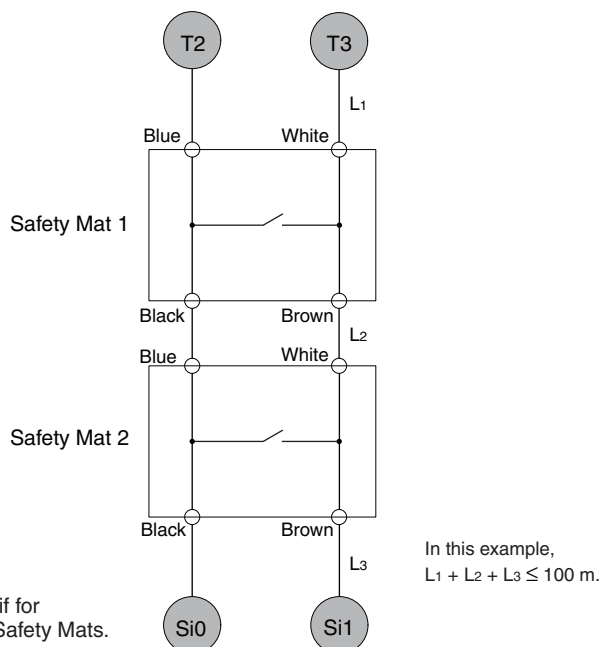 T2 T3
L1
Blue White
Safety Mat 1
Black Brown
L2
Blue White
Safety Mat 2
Black Brown
L3
In this example,
L1 + L2 + L3 ≤ 100 m.
if for
Safety Mats.
Si0 Si1